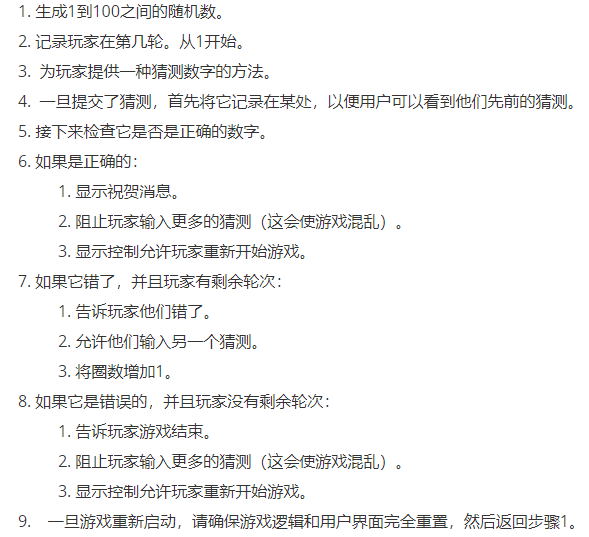 1. 生成1到100之间的随机数。
2. 记录玩家在第几轮。从1开始。
3. 为玩家提供一种猜测数字的方法。
4. 一旦提交了猜测，首先将它记录在某处，以便用户可以看到他们先前的猜测。
5. 接下来检查它是否是正确的数字。
6. 如果是正确的：
1. 显示祝贺消息。
2. 阻止玩家输入更多的猜测（这会使游戏混乱）。
3. 显示控制允许玩家重新开始游戏。
7. 如果它错了，并且玩家有剩余轮次：
1. 告诉玩家他们错了。
2. 允许他们输入另一个猜测。
3. 将圈数增加1。
8. 如果它是错误的，并且玩家没有剩余轮次：
1. 告诉玩家游戏结束。
2. 阻止玩家输入更多的猜测（这会使游戏混乱）。
3. 显示控制允许玩家重新开始游戏。
9. 一旦游戏重新启动，请确保游戏逻辑和用户界面完全重置，然后返回步骤1。